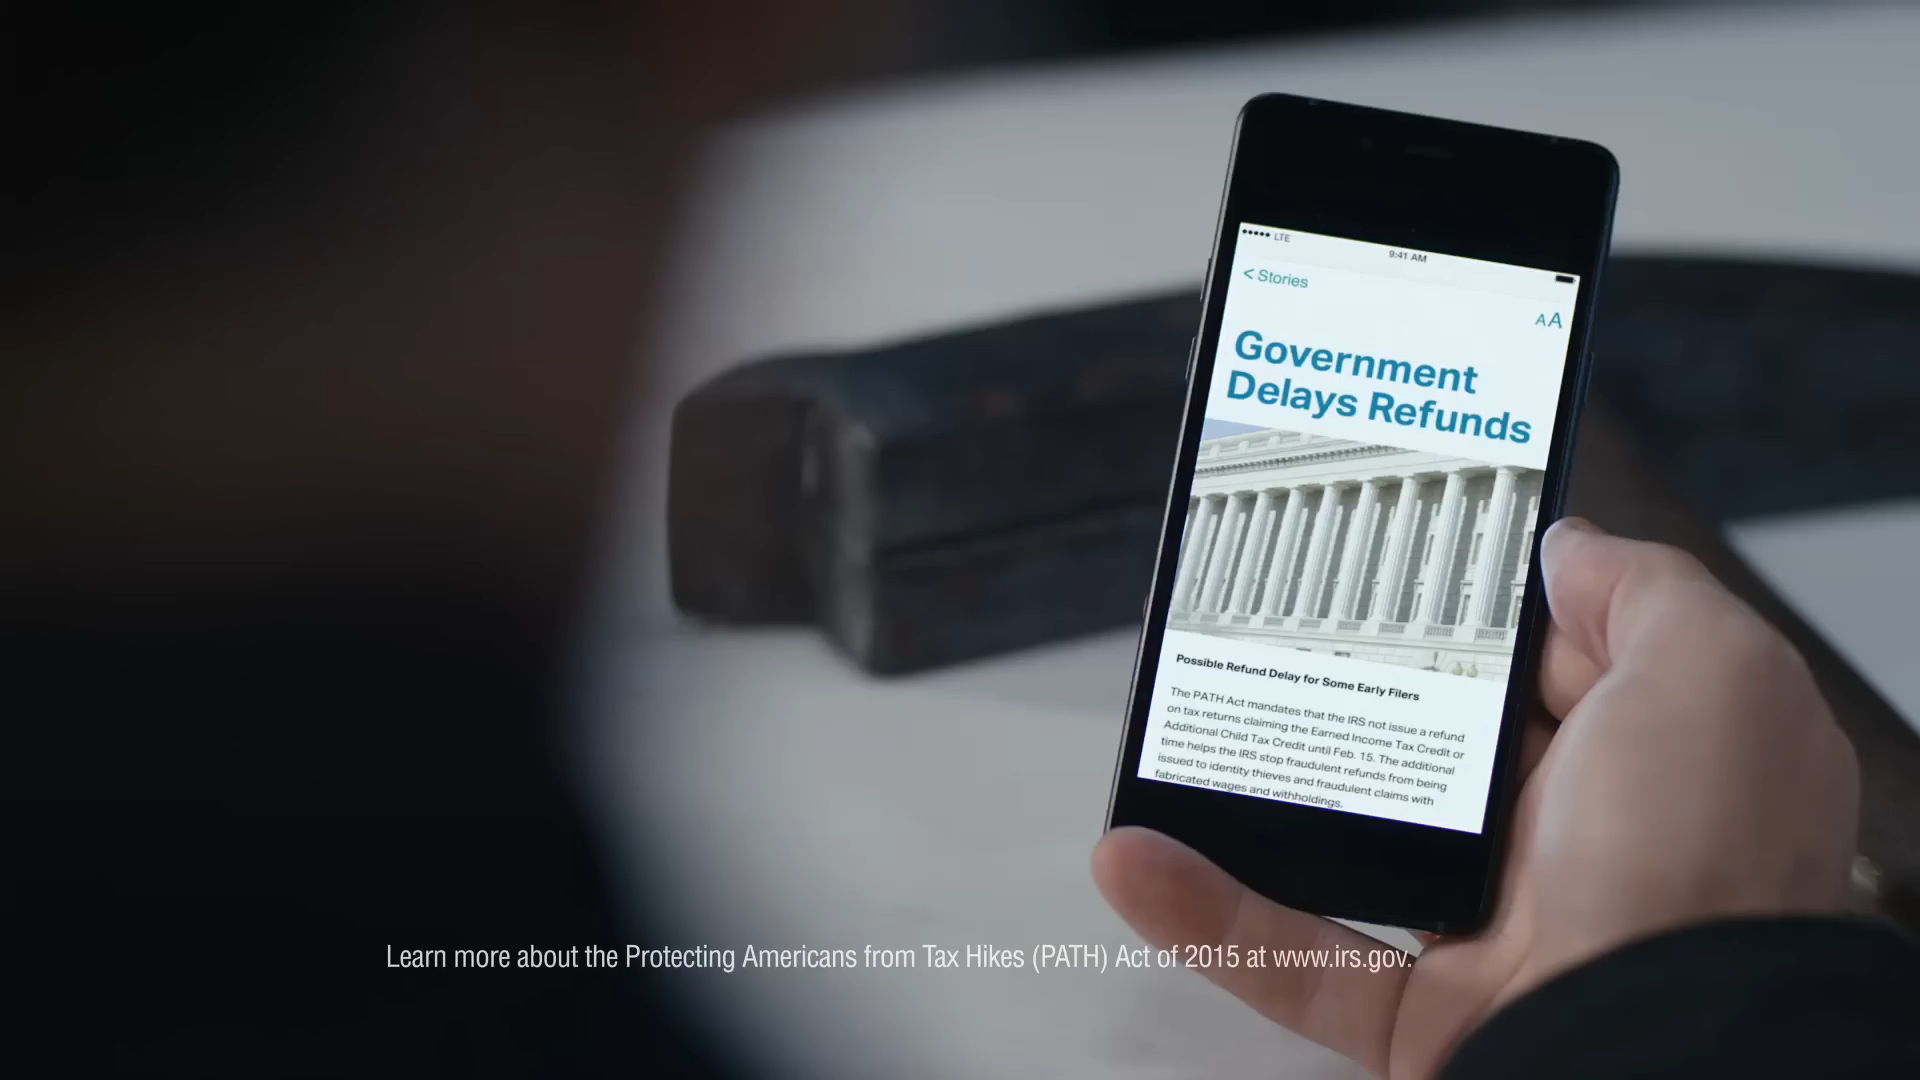 LTE
9:41 AM
< Stories
AA
Government
Delays Refunds
Possible Refund Delay for Some Early Filers
The PATH Act mandates that the IRS not issue a refund
on tax returns claiming the Earned Income Tax Credit or
Additional Child Tax Credit until Feb. 15. The additional
time helps the IRS stop fraudulent refunds from being
issued to identity thieves and fraudulent claims with
fabricated wages and withholdings.
Learn more about the Protecting Americans from Tax Hikes (PATH) Act of 2015 at www.irs.gov.